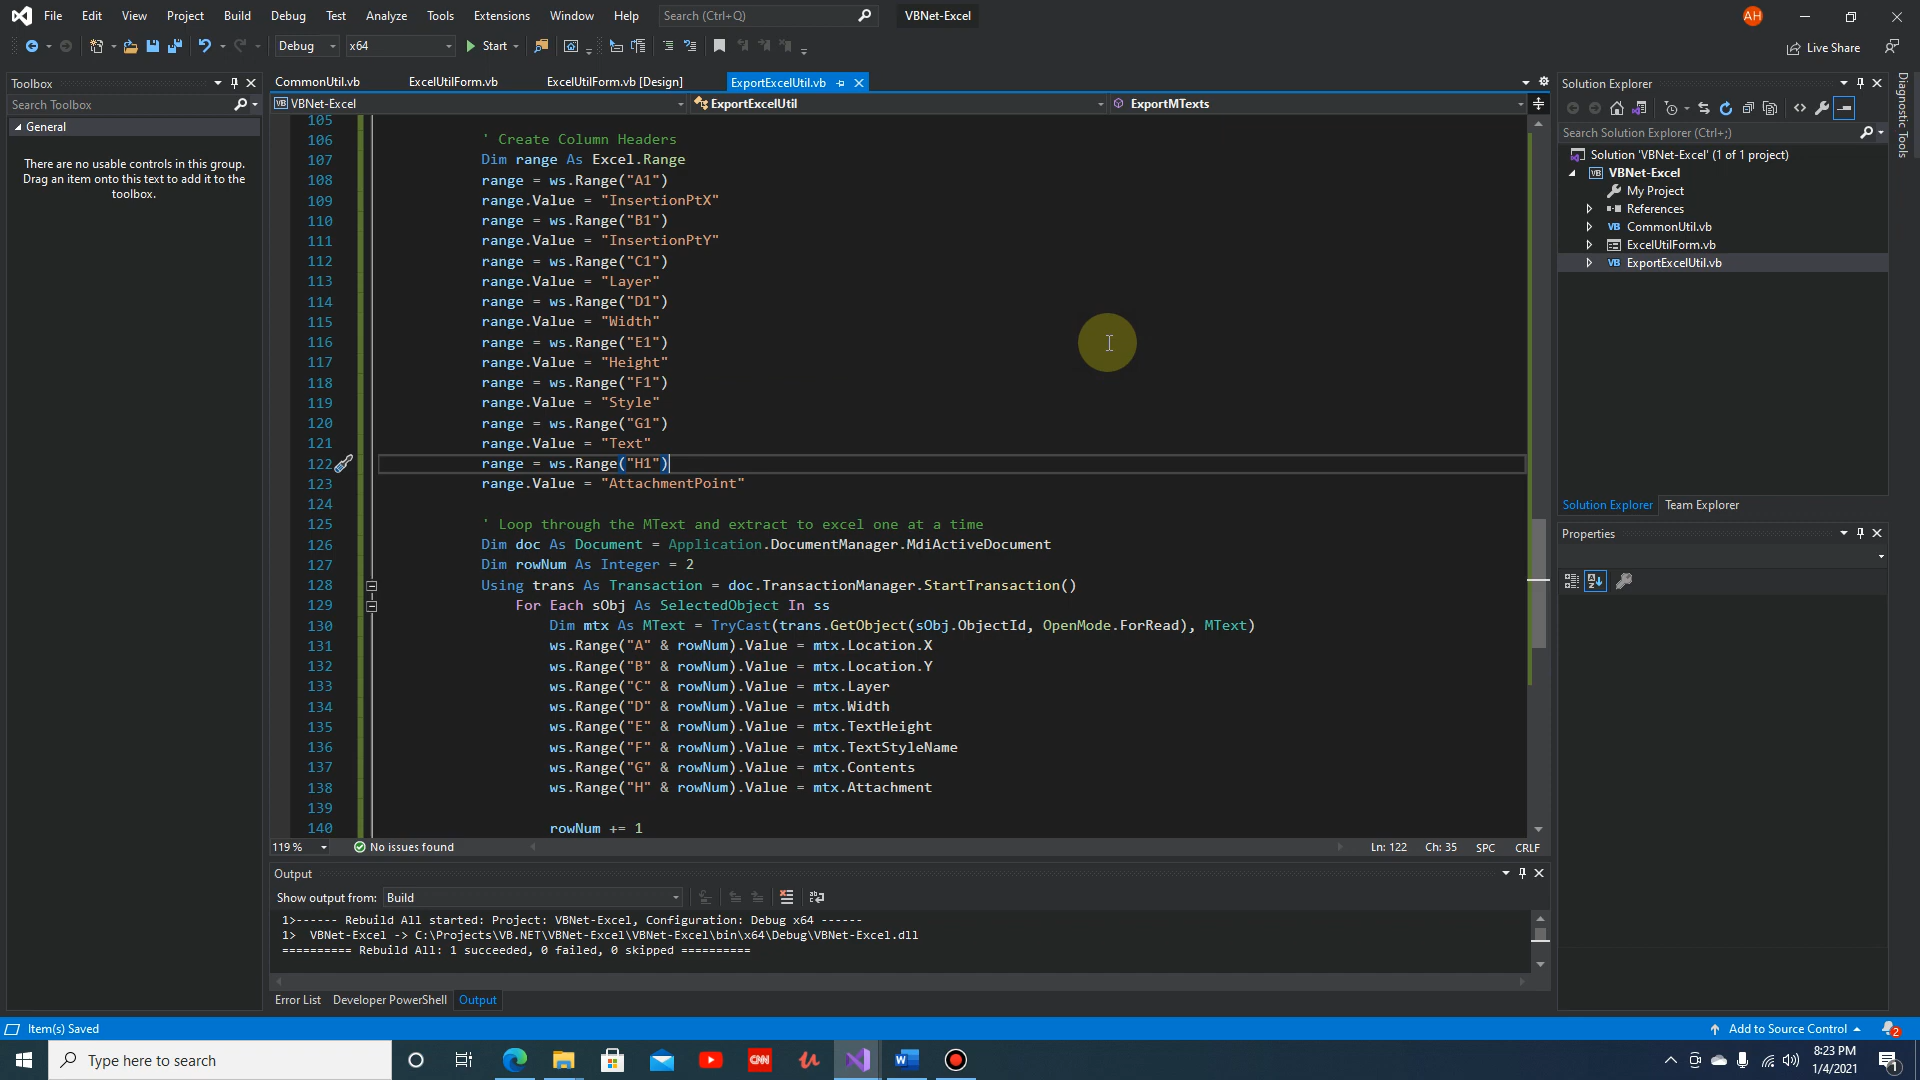 File Edit View Project Build Debug Test Analyze Tools Extensions Window Help Search (Ctrl+Q) VBNet-Excel AH
Debug x64 Start Live Share
Toolbox
Search Toolbox
General
There are no usable controls in this group.
Drag an item onto this text to add it to the
toolbox.
CommonUtil.vb ExcelUtilForm.vb ExcelUtilForm.vb [Design] ExportExcelUtil.vb
VB VBNet-Excel ExportExcelUtil ExportMTexts
105
106 ' Create Column Headers
107 Dim range As Excel.Range
108 range = ws.Range("A1")
109 range.Value = "InsertionPtX"
110 range = ws.Range("B1")
111 range.Value = "InsertionPtY"
112 range = ws.Range("C1")
113 range.Value = "Layer"
114 range = ws.Range("D1")
115 range.Value = "Width"
116 range = ws.Range("E1")
117 range.Value = "Height"
118 range = ws.Range("F1")
119 range.Value = "Style"
120 range = ws.Range("G1")
121 range.Value = "Text"
122 range = ws.Range("H1")
123 range.Value = "AttachmentPoint"
124
125 ' Loop through the MText and extract to excel one at a time
126 Dim doc As Document = Application.DocumentManager.MdiActiveDocument
127 Dim rowNum As Integer = 2
128 Using trans As Transaction = doc.TransactionManager.StartTransaction()
129 For Each sObj As SelectedObject In ss
130 Dim mtx As MText = TryCast(trans.GetObject(sObj.ObjectId, OpenMode.ForRead), MText)
131 ws.Range("A" & rowNum).Value = mtx.Location.X
132 ws.Range("B" & rowNum).Value = mtx.Location.Y
133 ws.Range("C" & rowNum).Value = mtx.Layer
134 ws.Range("D" & rowNum).Value = mtx.Width
135 ws.Range("E" & rowNum).Value = mtx.TextHeight
136 ws.Range("F" & rowNum).Value = mtx.TextStyleName
137 ws.Range("G" & rowNum).Value = mtx.Contents
138 ws.Range("H" & rowNum).Value = mtx.Attachment
139
140 rowNum += 1
119 % No issues found Ln: 122 Ch: 35 SPC CRLF
Output
Show output from: Build
1>------ Rebuild All started: Project: VBNet-Excel, Configuration: Debug x64 ------
1> VBNet-Excel -> C:\Projects\VB.NET\VBNet-Excel\VBNet-Excel\bin\x64\Debug\VBNet-Excel.dll
========== Rebuild All: 1 succeeded, 0 failed, 0 skipped ==========
Error List Developer PowerShell Output
Solution Explorer
Search Solution Explorer (Ctrl+;)
Solution 'VBNet-Excel' (1 of 1 project)
VB VBNet-Excel
My Project
References
VB CommonUtil.vb
ExcelUtilForm.vb
VB ExportExcelUtil.vb
Solution Explorer Team Explorer
Properties
Diagnostic Tools
Item(s) Saved Add to Source Control 2
Type here to search CNN 8:23 PM
1/4/2021 1